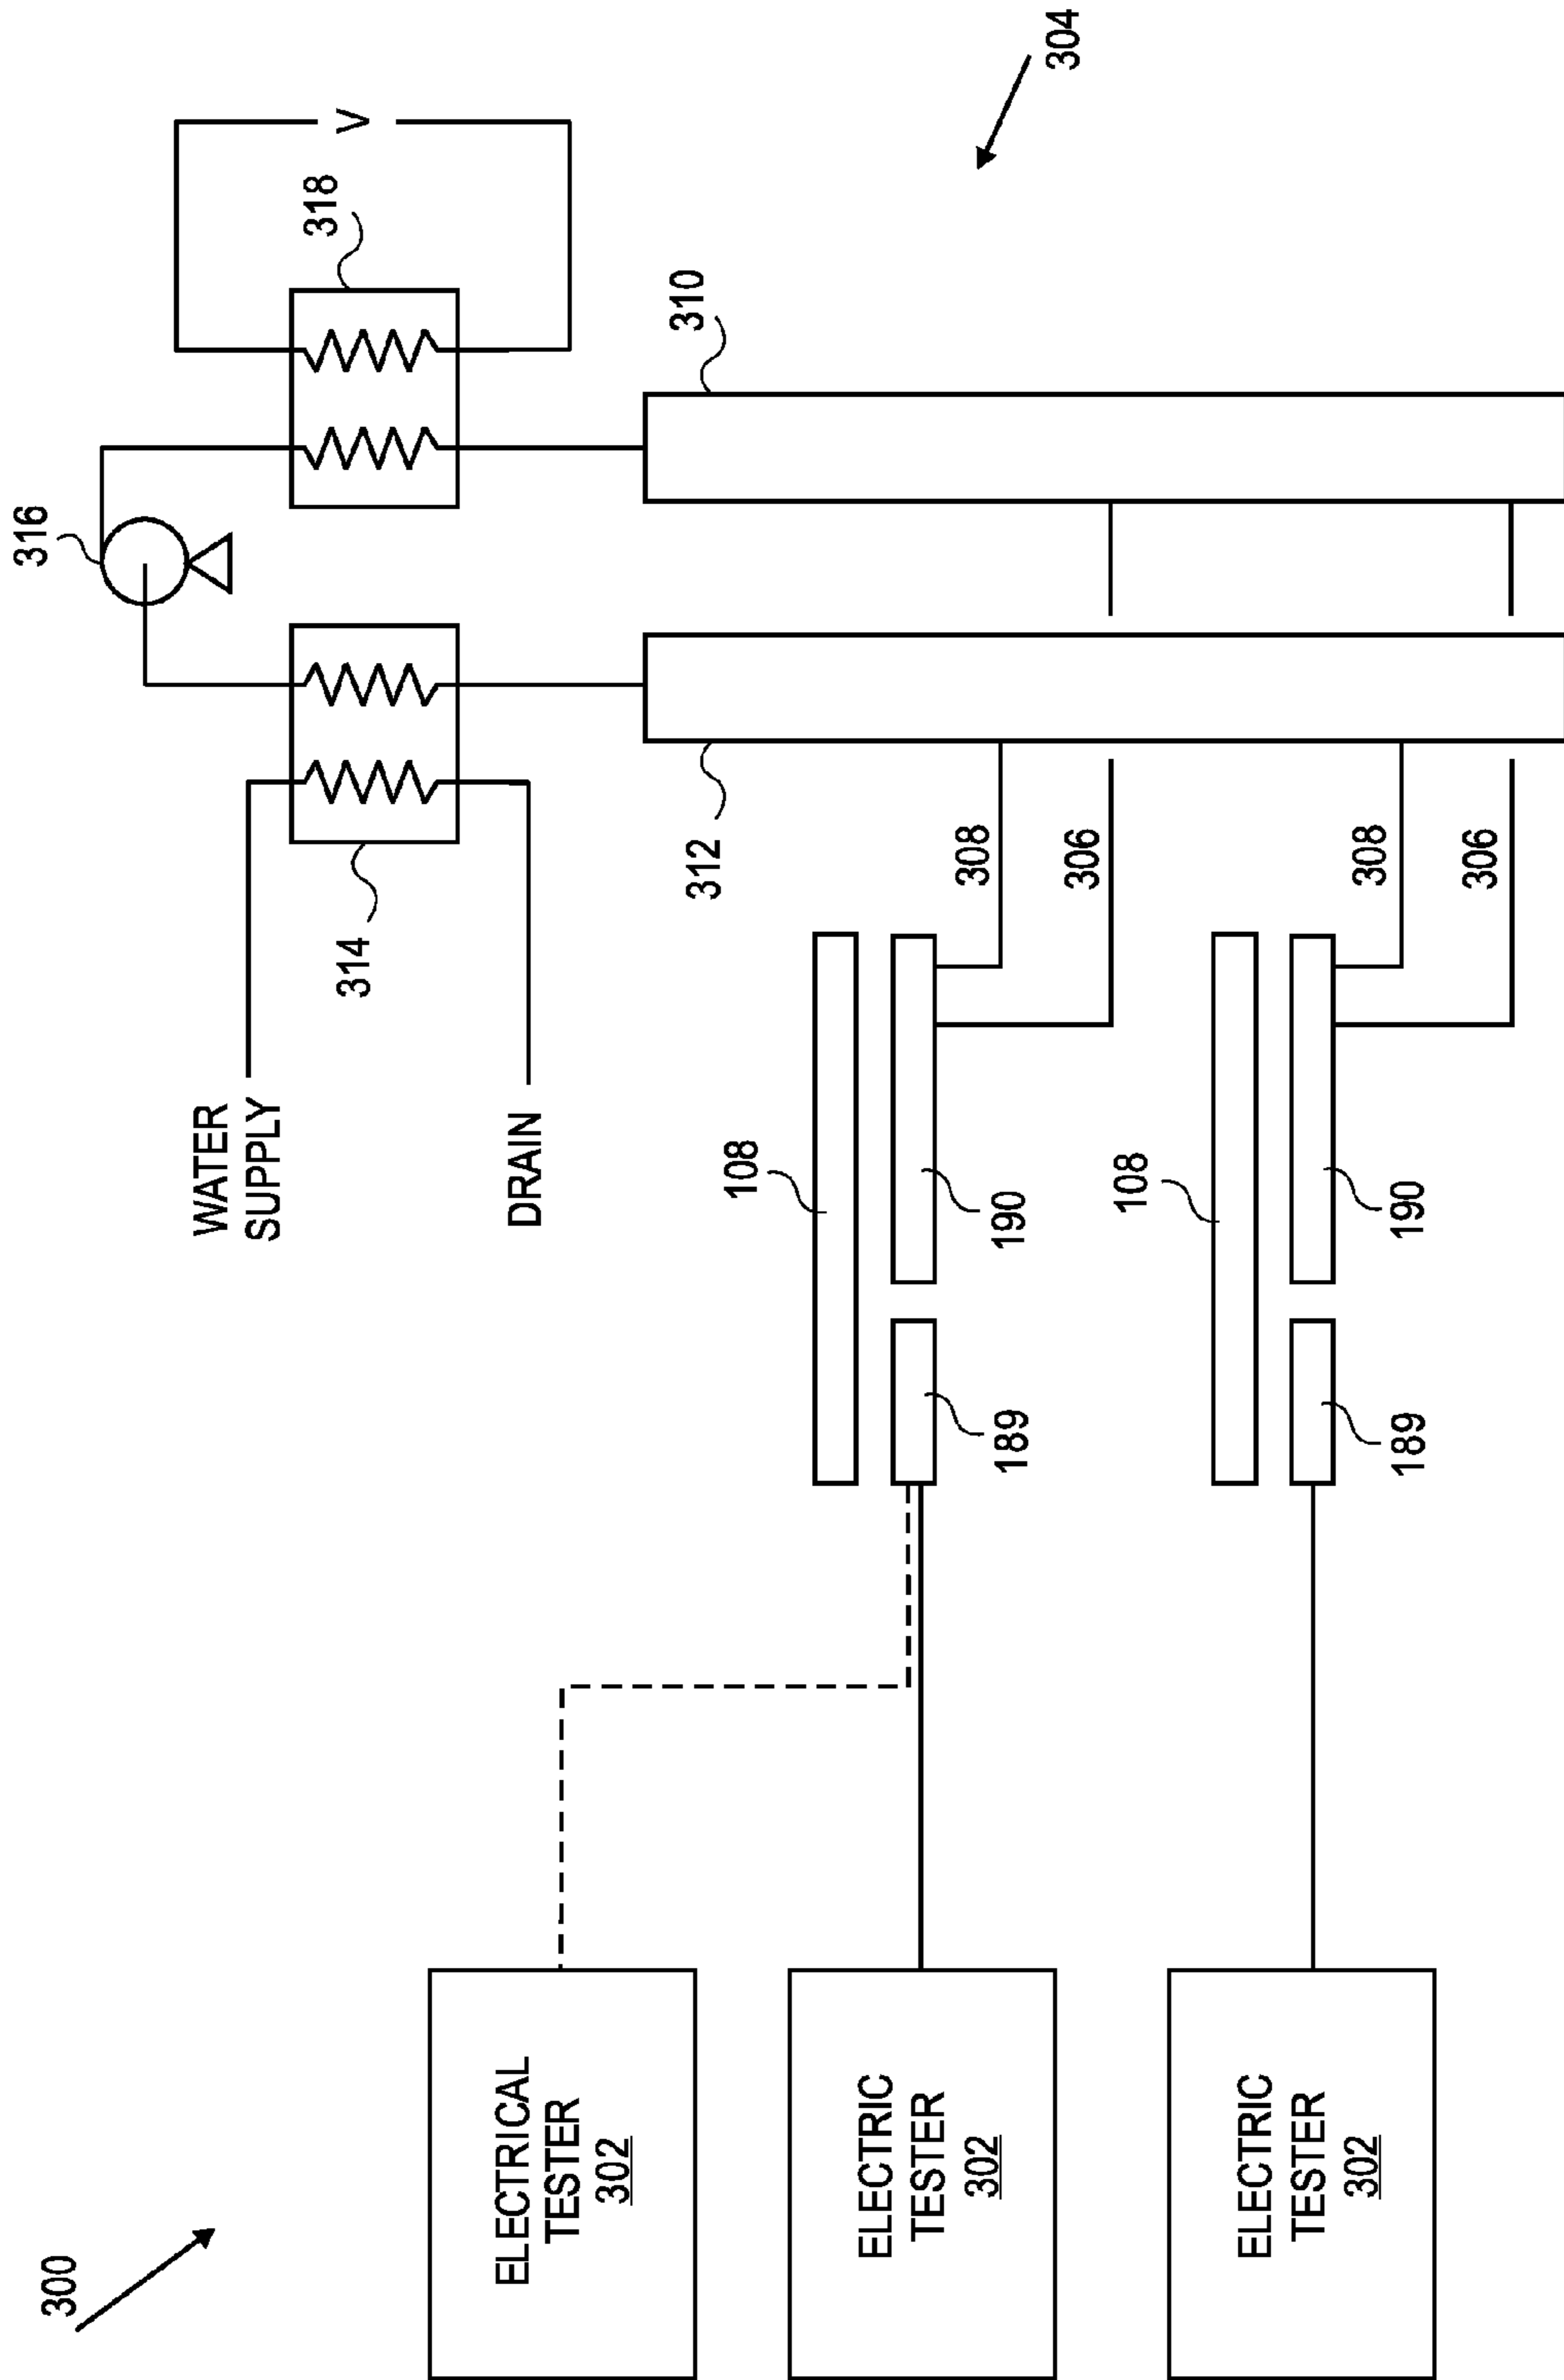 300
ELECTRICAL
TESTER
302
ELECTRIC
TESTER
302
ELECTRIC
TESTER
302
WATER
SUPPLY
DRAIN
314
316
318
V
312
310
304
108
190
189
308
306
108
190
189
308
306